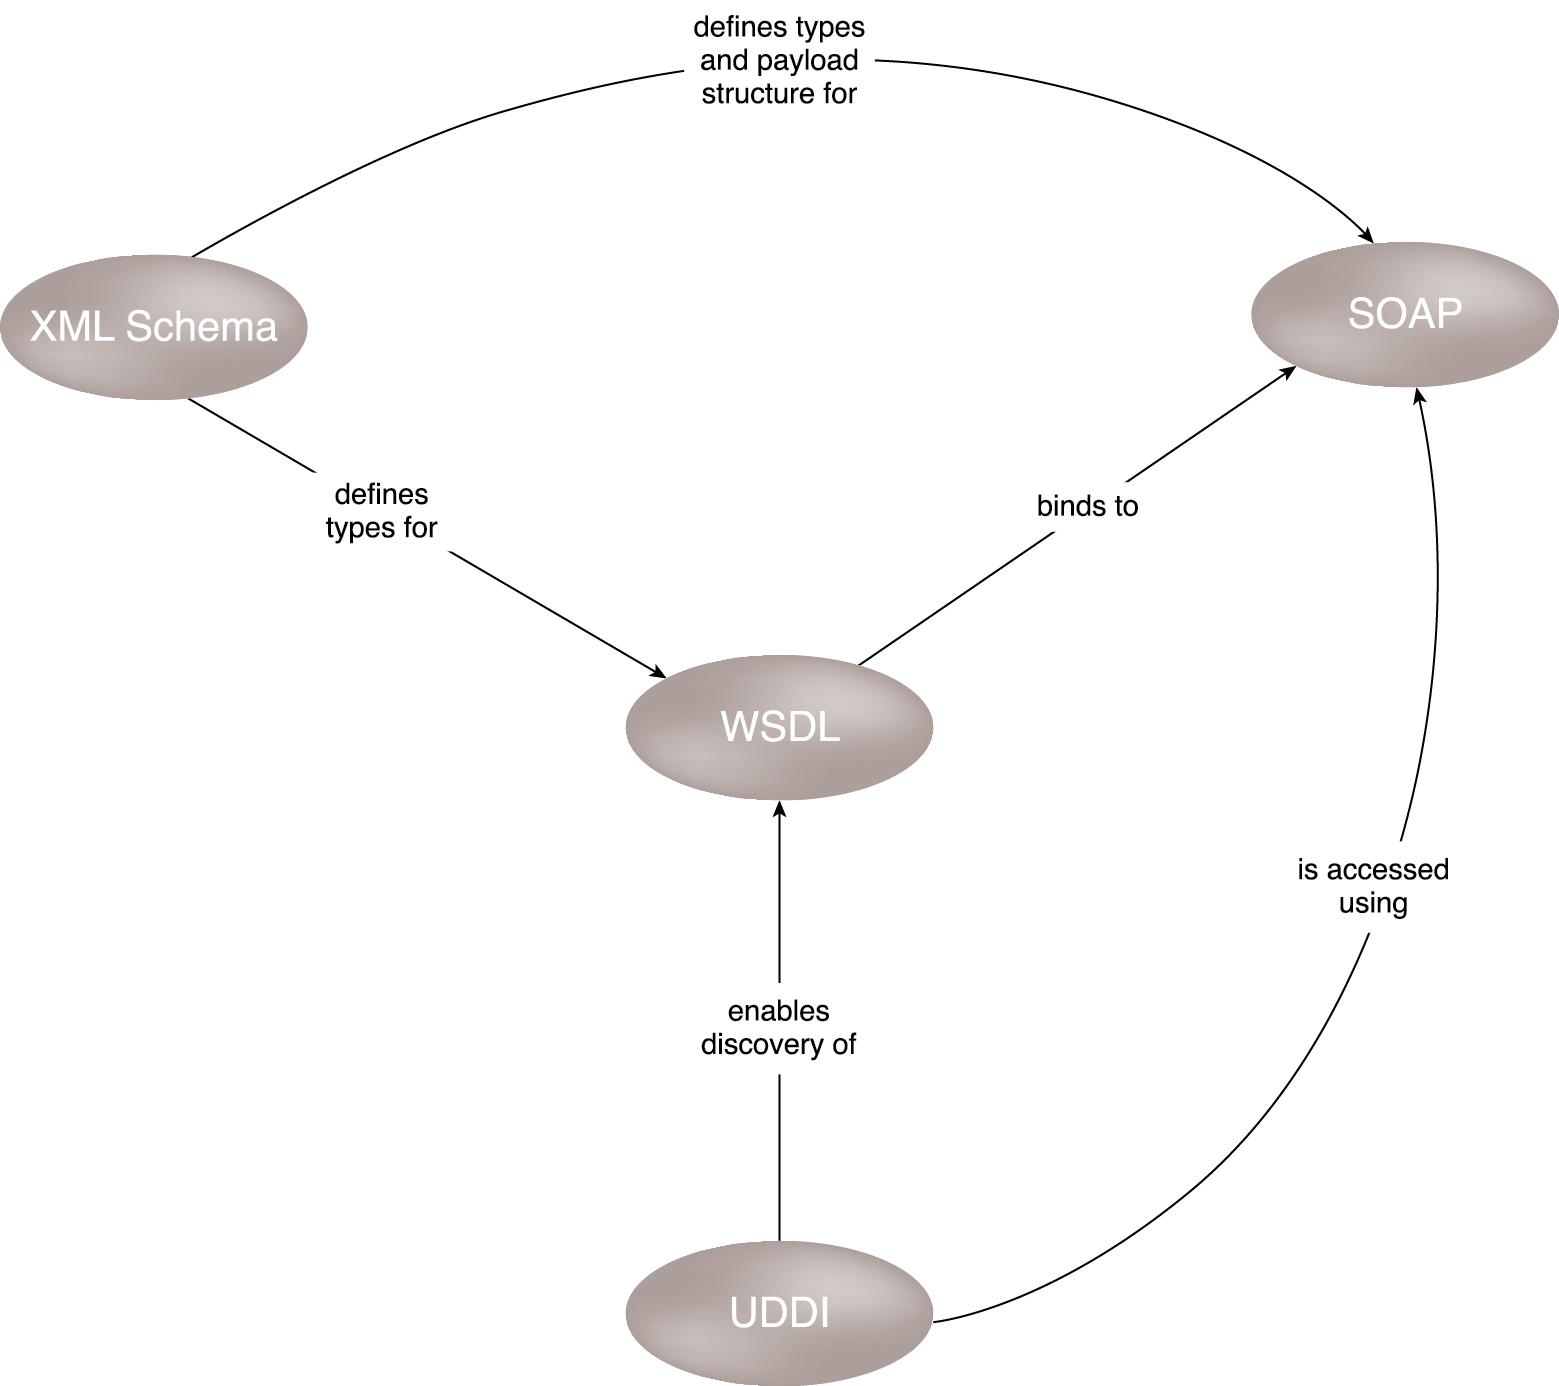 defines types
and payload
structure for
XML Schema
SOAP
defines
types for
binds to
WSDL
is accessed
using
enables
discovery of
UDDI